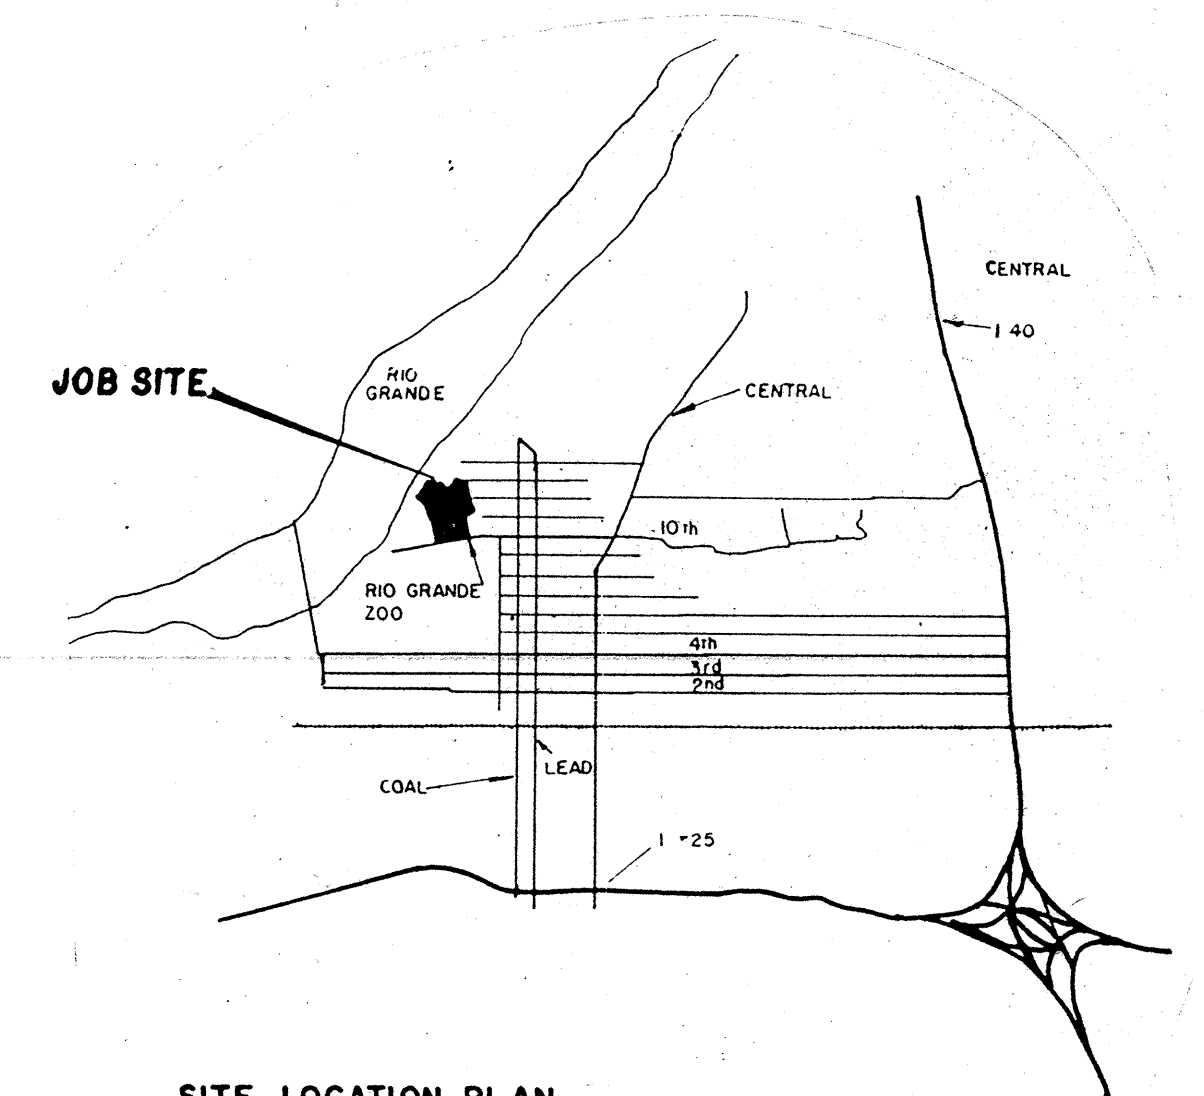 CENTRAL
I 40
JOB SITE
RIO
GRANDE
CENTRAL
10th
RIO GRANDE
ZOO
4th
3rd
2nd
LEAD
COAL
I-25
SITE LOCATION PLAN